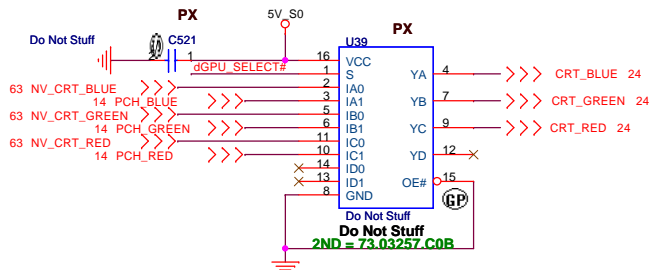 PX
5V_S0
Do Not Stuff
C521
2
1
U39
PX
dGPU_SELECT#
16 VCC
1 S
63 NV_CRT_BLUE 2 IA0 YA 4 CRT_BLUE 24
14 PCH_BLUE 3 IA1
63 NV_CRT_GREEN 5 IB0 YB 7 CRT_GREEN 24
14 PCH_GREEN 6 IB1
63 NV_CRT_RED 11 IC0 YC 9 CRT_RED 24
14 PCH_RED 10 IC1
14 ID0 YD 12
13 ID1
8 GND OE# 15
GP
Do Not Stuff
Do Not Stuff
2ND = 73.03257.C0B